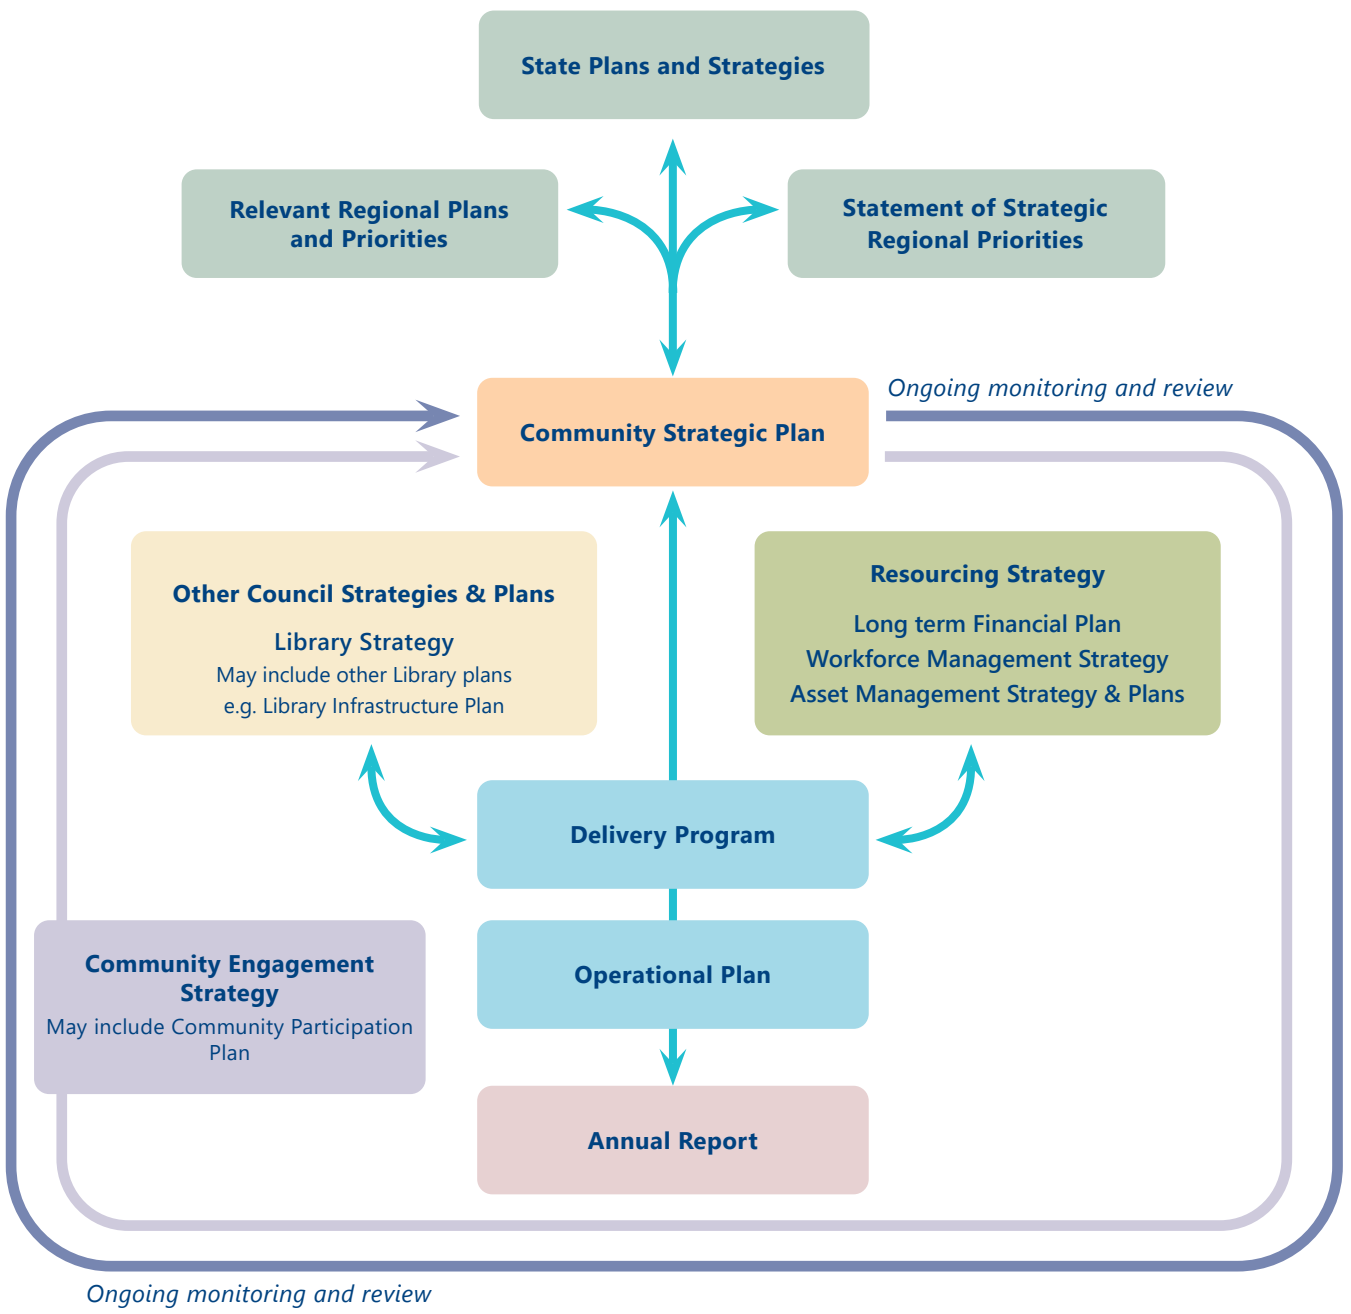 State Plans and Strategies
Relevant Regional Plans
and Priorities
Statement of Strategic
Regional Priorities
Ongoing monitoring and review
Community Strategic Plan
Other Council Strategies & Plans
Library Strategy
May include other Library plans
e.g. Library Infrastructure Plan
Resourcing Strategy
Long term Financial Plan
Workforce Management Strategy
Asset Management Strategy & Plans
Delivery Program
Community Engagement
Strategy
May include Community Participation
Plan
Operational Plan
Annual Report
Ongoing monitoring and review